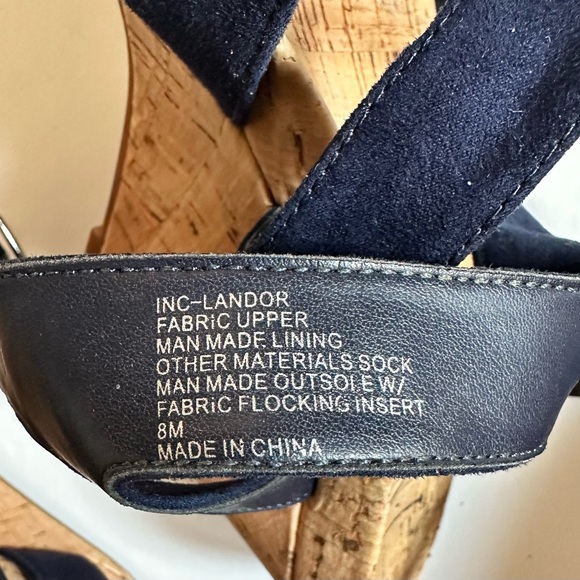 INC-LANDOR
FABRiC UPPER
MAN MADE LINING
OTHER MATERIALS SOCK
MAN MADE OUTSOLE W/
FABRiC FLOCKING INSERT
8M
MADE IN CHINA